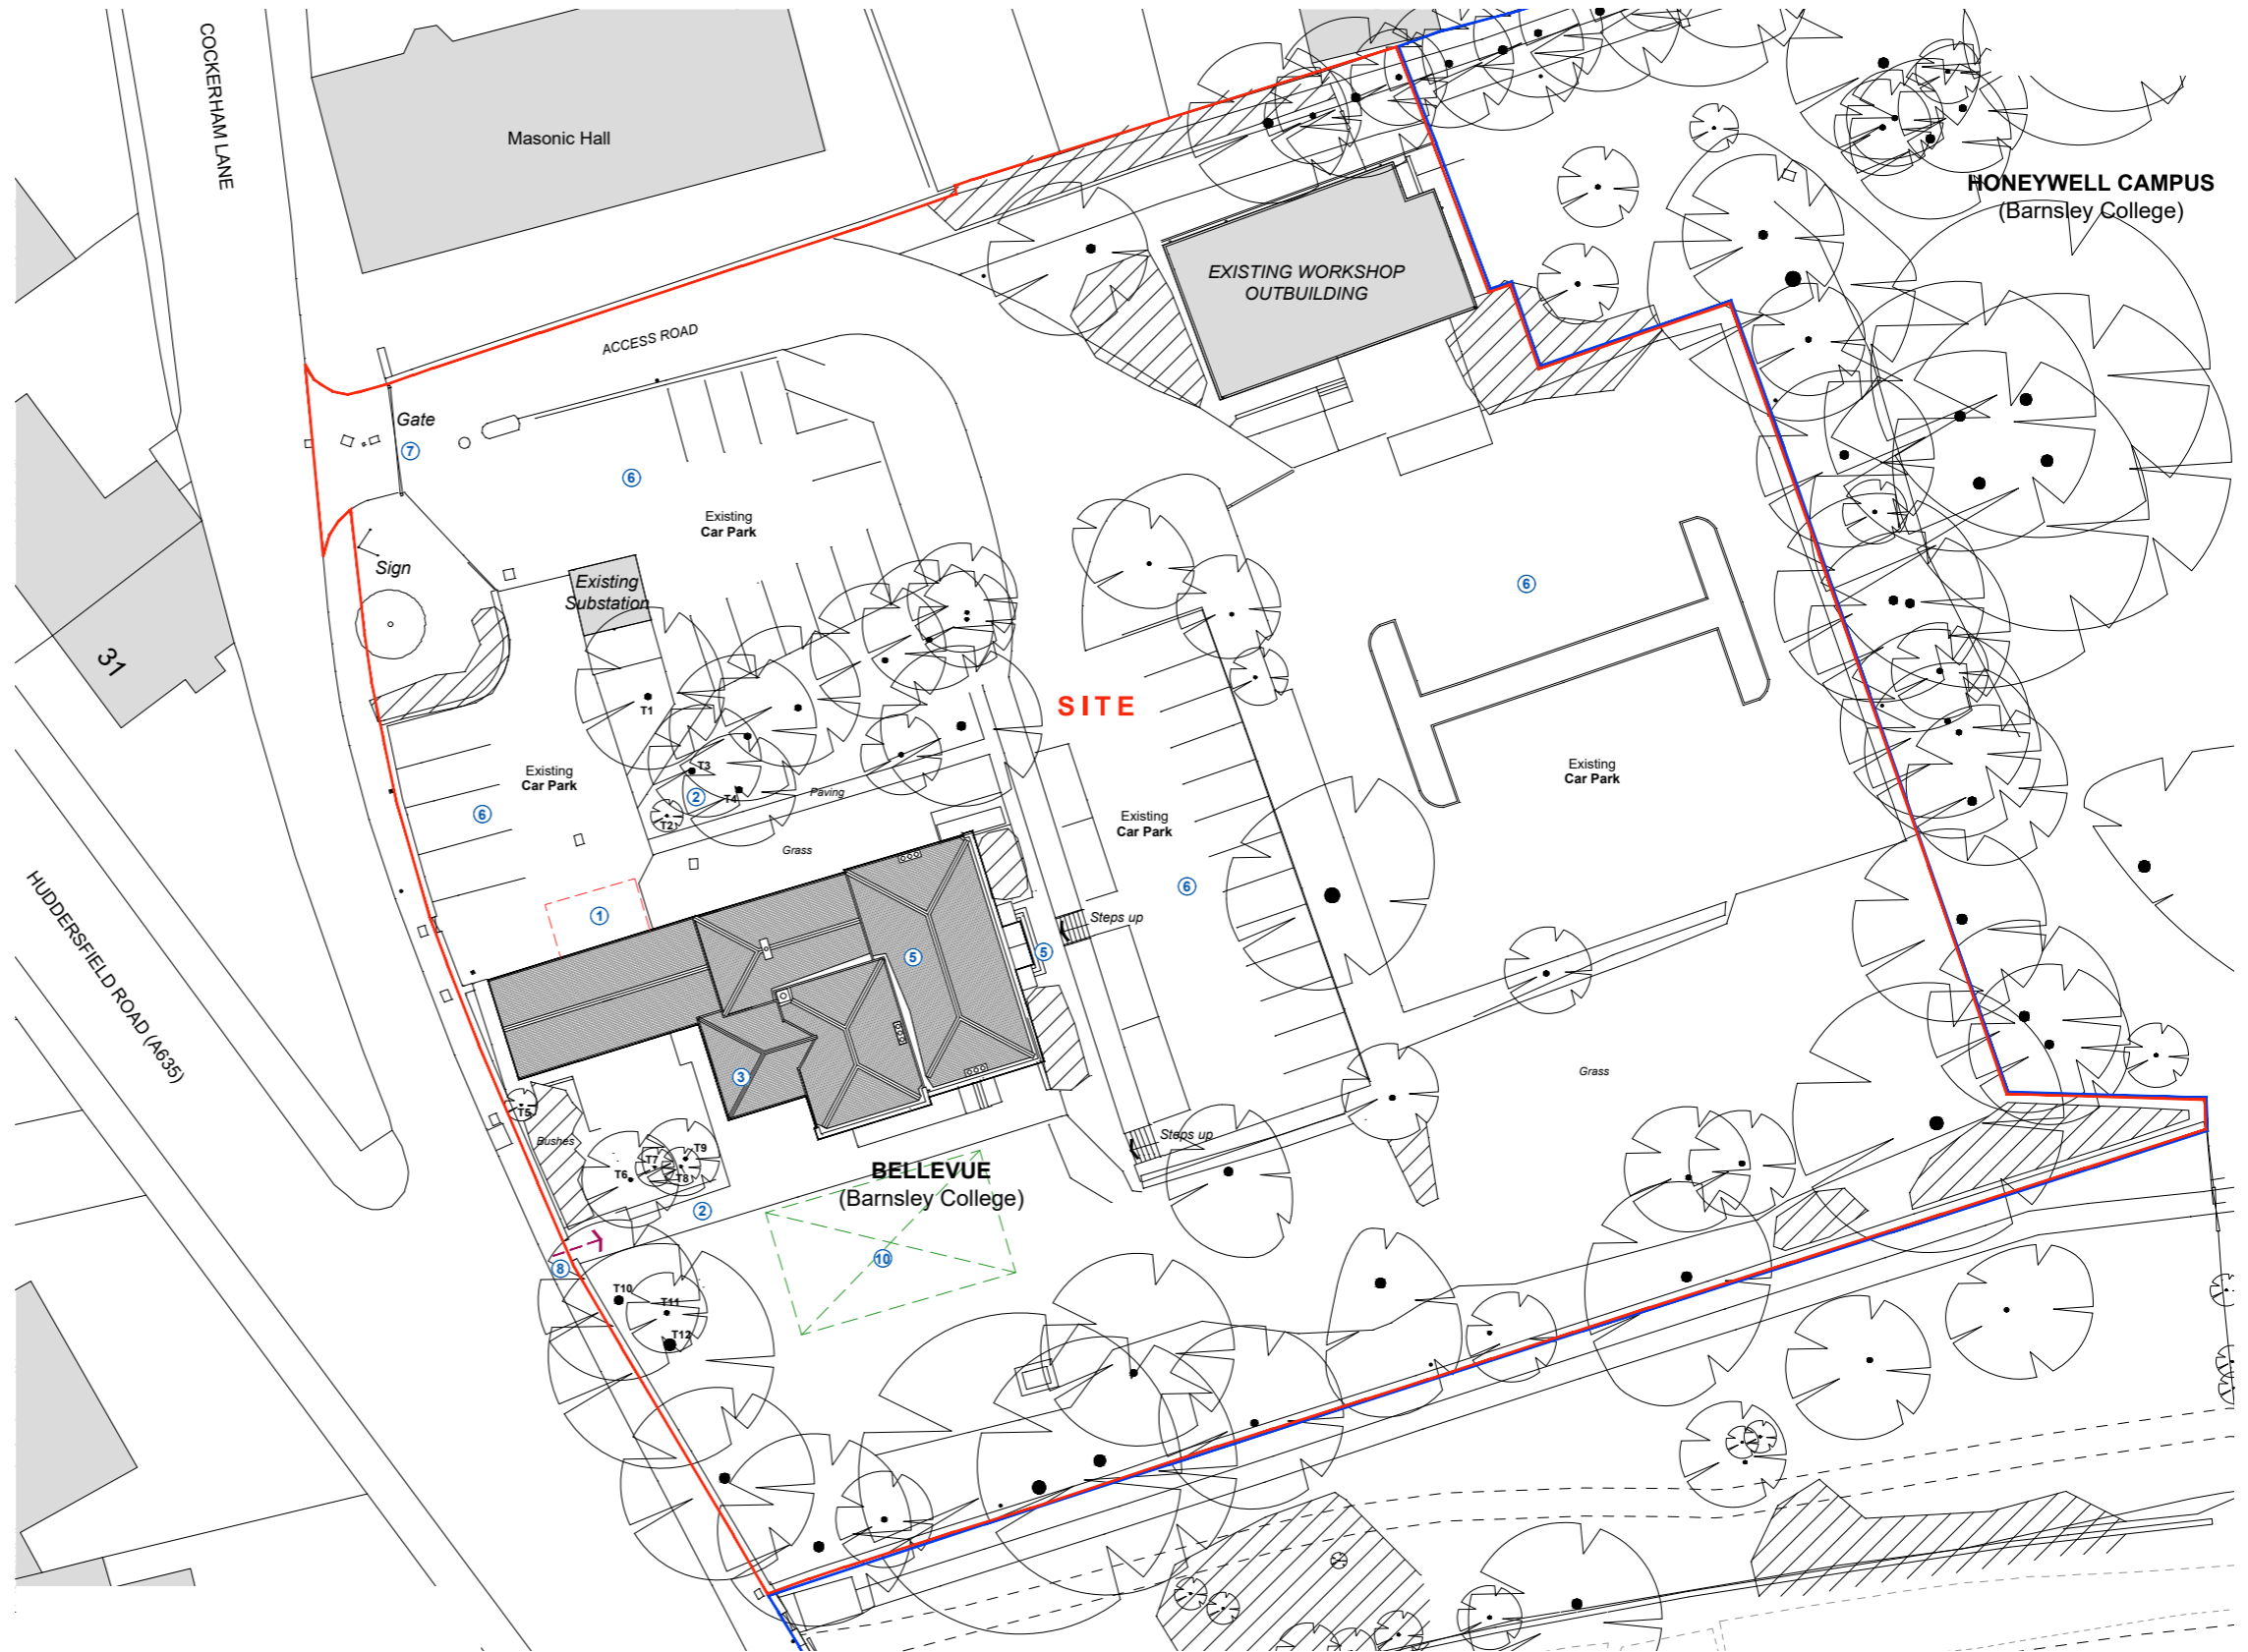 COCKERHAM LANE
Masonic Hall
HONEYWELL CAMPUS
(Barnsley College)
EXISTING WORKSHOP
OUTBUILDING
ACCESS ROAD
Gate
7
6
Existing
Car Park
Sign
Existing
Substation
6
31
T1
SITE
T3
Existing
Car Park
2
T4
Paving
Existing
Car Park
6
T2
Existing
Car Park
Grass
6
HUDDERSFIELD ROAD (A635)
1
Steps up
5
5
3
Grass
T5
Bushes
Steps up
T9
T7
T6
T8
BELLEVUE
(Barnsley College)
2
10
8
T10
T11
T12